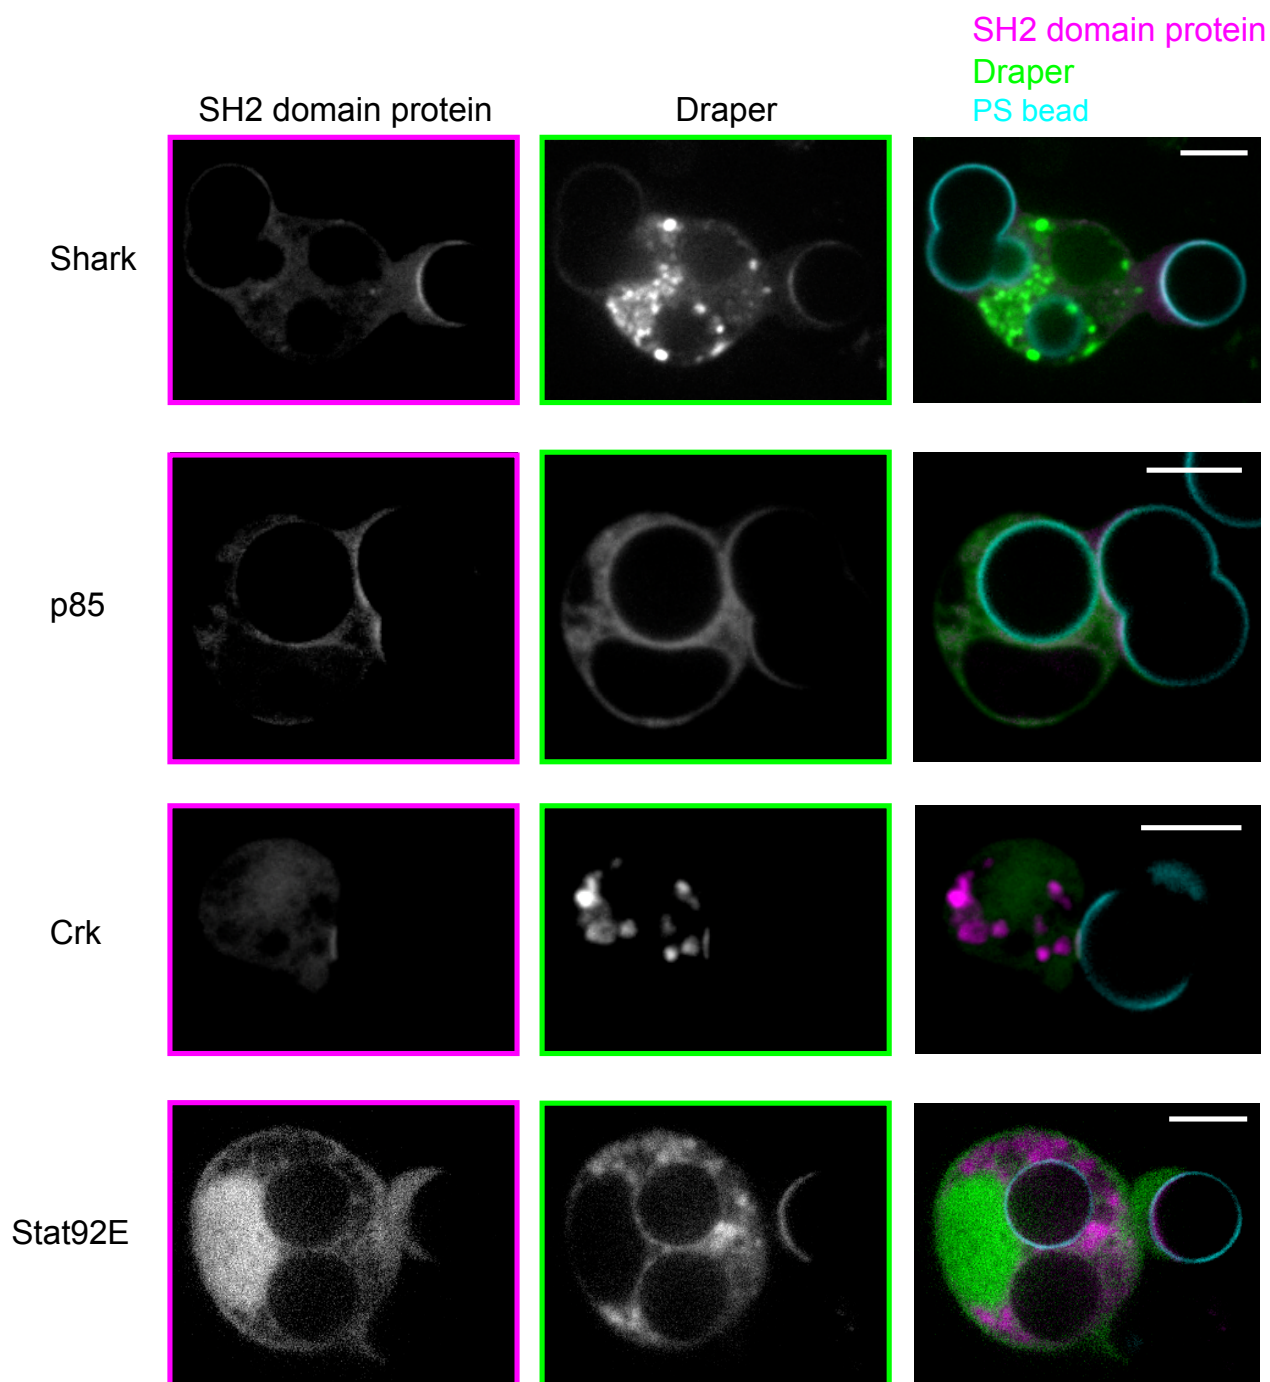 SH2 domain protein
Draper
PS bead
SH2 domain protein
Draper
Shark
p85
Crk
Stat92E